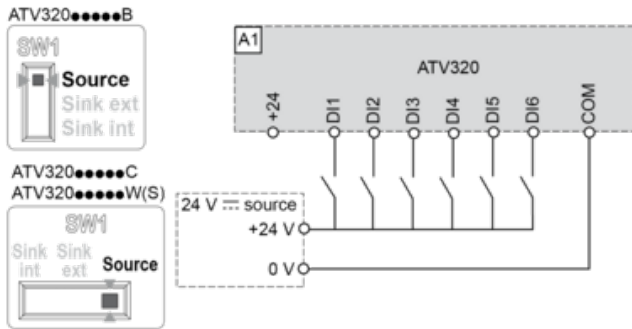 ATV320●●●●●B
SW1
Source
Sink ext
Sink int
ATV320●●●●●C
ATV320●●●●●W(S)
SW1
Sink int
Sink ext
Source
A1
ATV320
+24
DI1
DI2
DI3
DI4
DI5
DI6
COM
24 V ⎓ source
+24 V
0 V